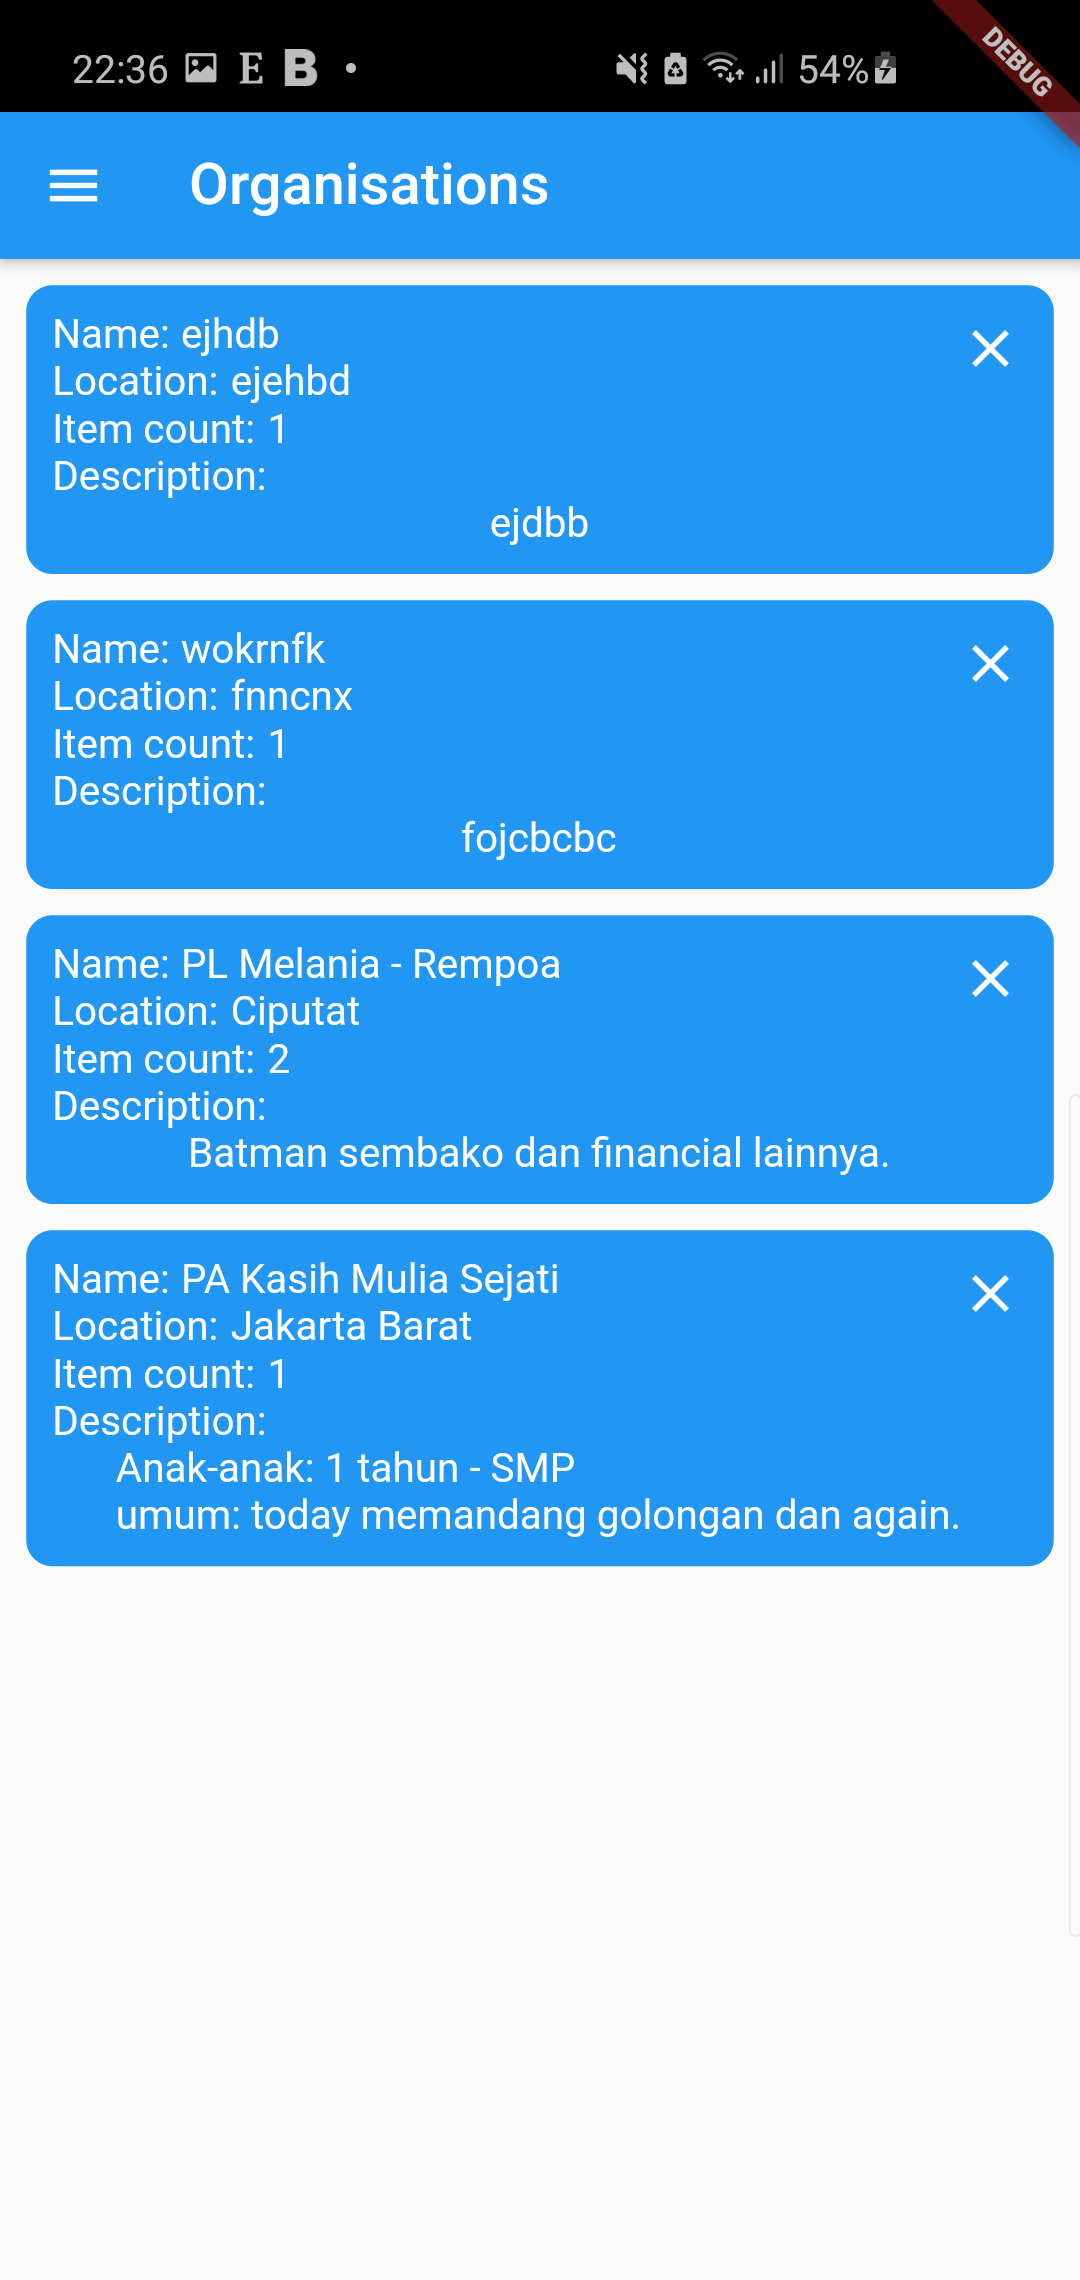 22:36 E B 54%
DEBUG
Organisations
Name: ejhdb
Location: ejehbd
Item count: 1
Description:
ejdbb
Name: wokrnfk
Location: fnncnx
Item count: 1
Description:
fojcbcbc
Name: PL Melania - Rempoa
Location: Ciputat
Item count: 2
Description:
Batman sembako dan financial lainnya.
Name: PA Kasih Mulia Sejati
Location: Jakarta Barat
Item count: 1
Description:
Anak-anak: 1 tahun - SMP
umum: today memandang golongan dan again.